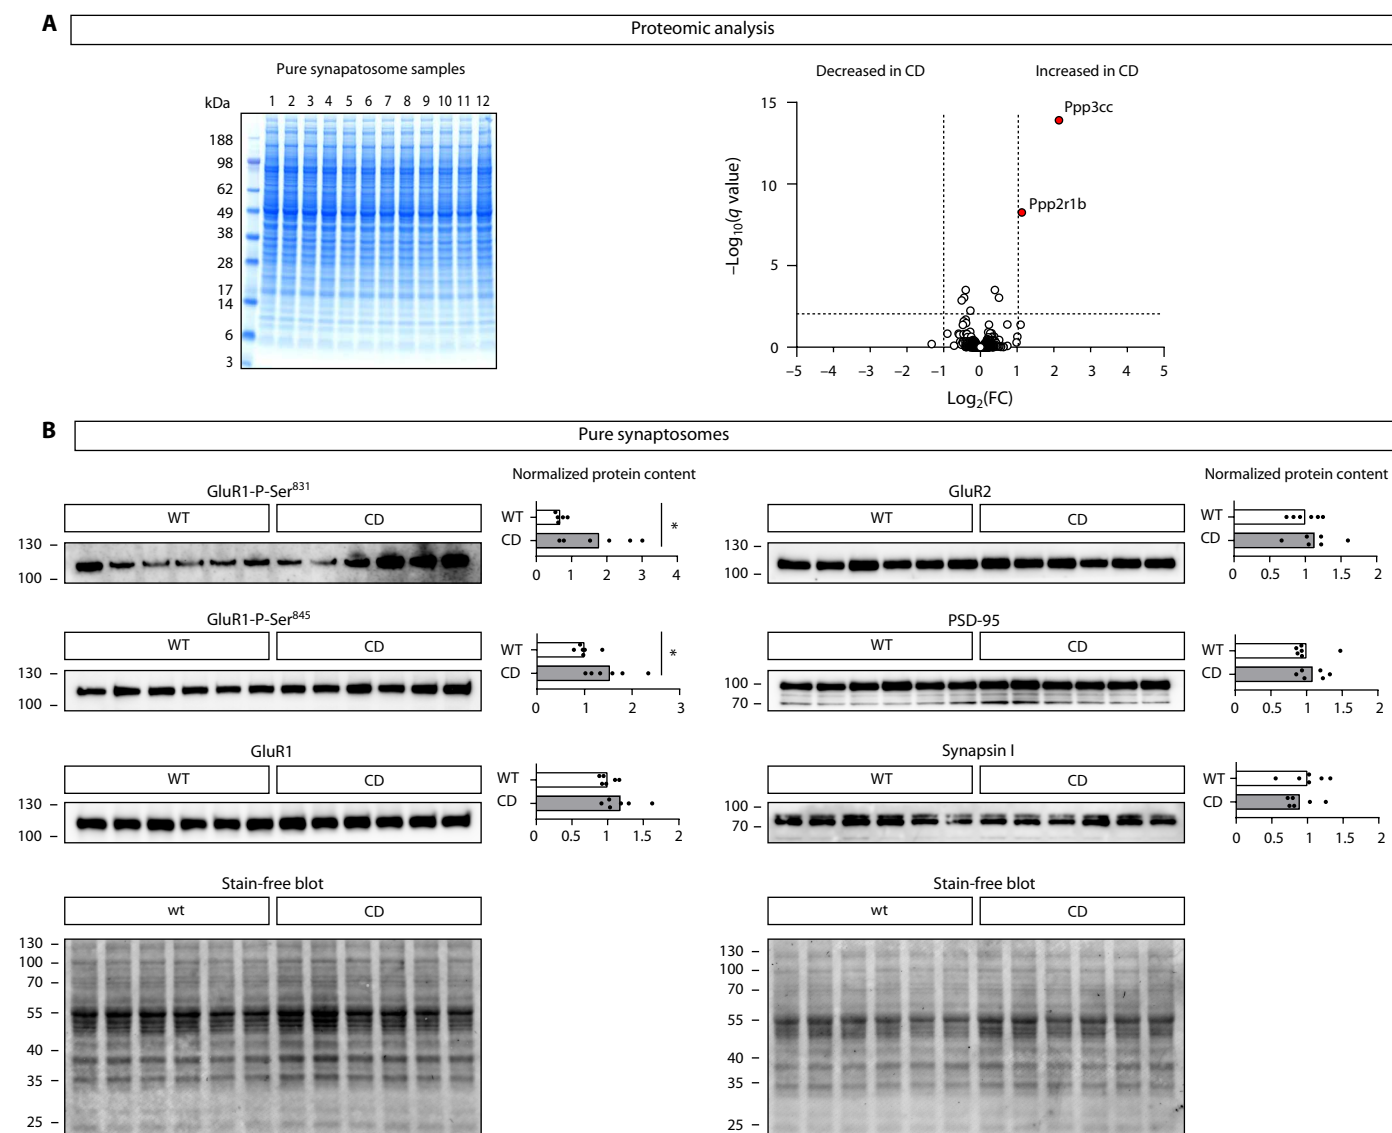 A
Proteomic analysis
Pure synapatosome samples
kDa
1 2 3 4 5 6 7 8 9 10 11 12
188
98
62
49
38
28
17
14
6
3
Decreased in CD
Increased in CD
15
10
5
0
–Log10(q value)
Ppp3cc
Ppp2r1b
–5 –4 –3 –2 –1 0 1 2 3 4 5
Log2(FC)
B
Pure synaptosomes
GluR1-P-Ser831
WT CD
130
100
Normalized protein content
WT
CD
*
0 1 2 3 4
GluR1-P-Ser845
WT CD
130
100
WT
CD
*
0 1 2 3
GluR1
WT CD
130
100
WT
CD
0 0.5 1 1.5 2
Stain-free blot
wt CD
130
100
70
55
40
35
25
GluR2
WT CD
130
100
Normalized protein content
WT
CD
0 0.5 1 1.5 2
PSD-95
WT CD
100
70
WT
CD
0 0.5 1 1.5 2
Synapsin I
WT CD
100
70
WT
CD
0 0.5 1 1.5 2
Stain-free blot
wt CD
130
100
70
55
40
35
25